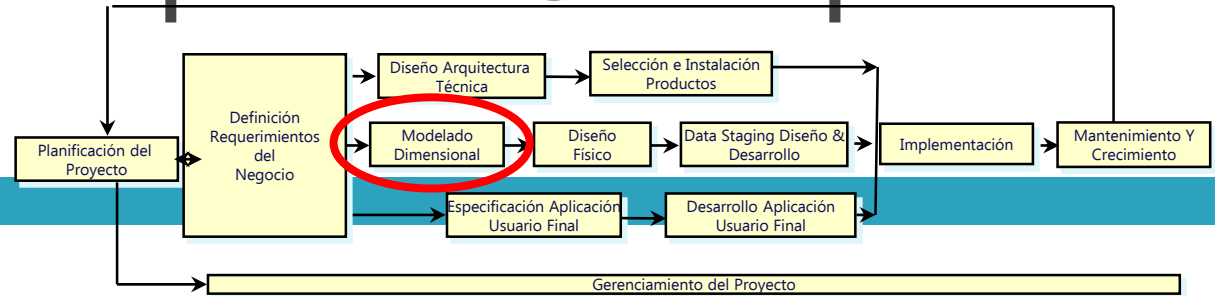 Planificación del
Proyecto
Definición
Requerimientos
del
Negocio
Diseño Arquitectura
Técnica
Selección e Instalación
Productos
Modelado
Dimensional
Diseño
Físico
Data Staging Diseño &
Desarrollo
Especificación Aplicación
Usuario Final
Desarrollo Aplicación
Usuario Final
Implementación
Mantenimiento Y
Crecimiento
Gerenciamiento del Proyecto